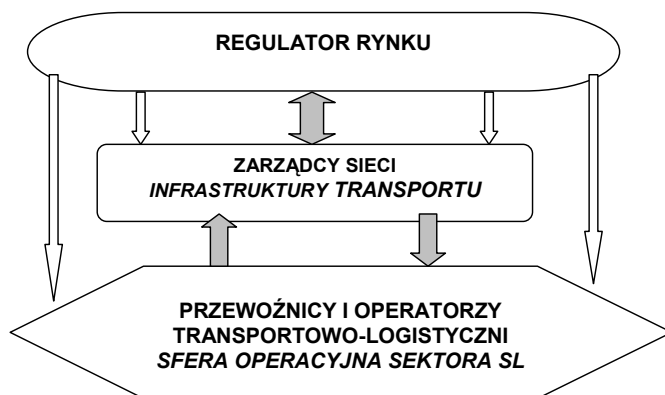 REGULATOR RYNKU
ZARZĄDCY SIECI
INFRASTRUKTURY TRANSPORTU
PRZEWOŹNICY I OPERATORZY
TRANSPORTOWO-LOGISTYCZNI
SFERA OPERACYJNA SEKTORA SL